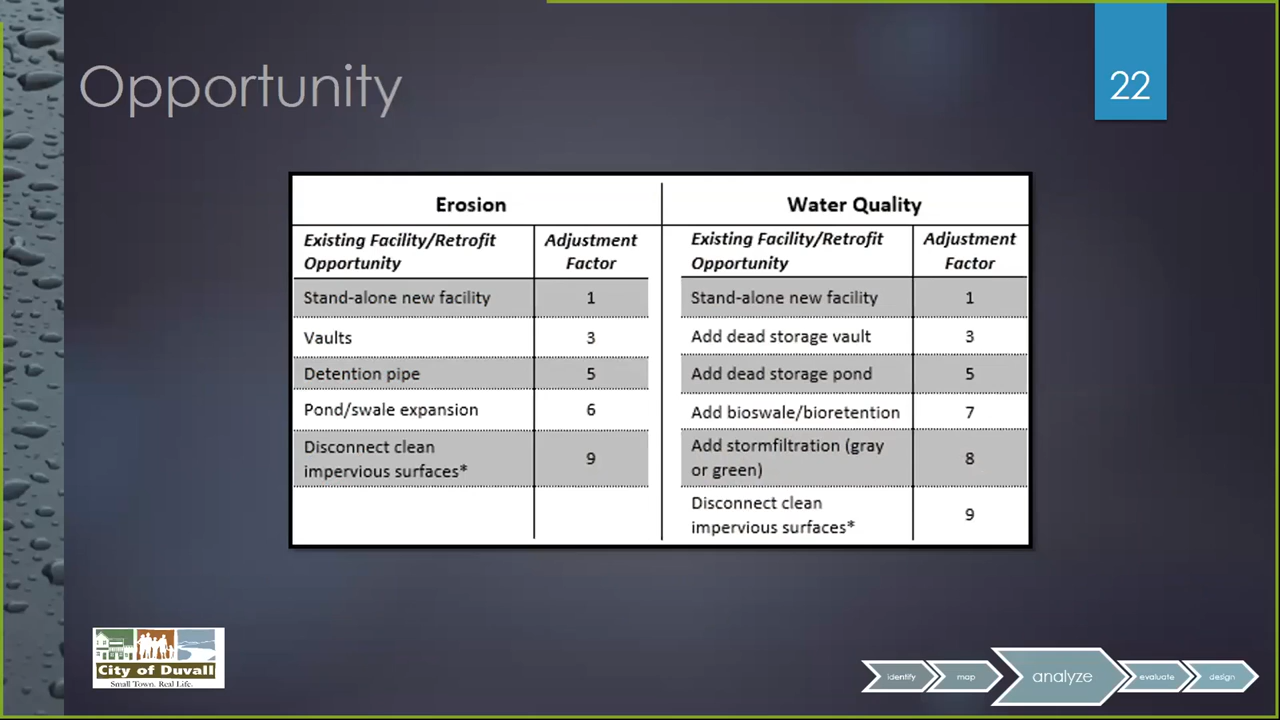 Opportunity
22
Erosion
Water Quality
Existing Facility/Retrofit
Opportunity
Adjustment
Factor
Existing Facility/Retrofit
Opportunity
Adjustment
Factor
Stand-alone new facility
1
Stand-alone new facility
1
Vaults
3
Add dead storage vault
3
Detention pipe
5
Add dead storage pond
5
Pond/swale expansion
6
Add bioswale/bioretention
7
Disconnect clean
impervious surfaces*
9
Add stormfiltration (gray
or green)
8
Disconnect clean
impervious surfaces*
9
City of Duvall
Small Town. Real Life.
identify
map
analyze
evaluate
design